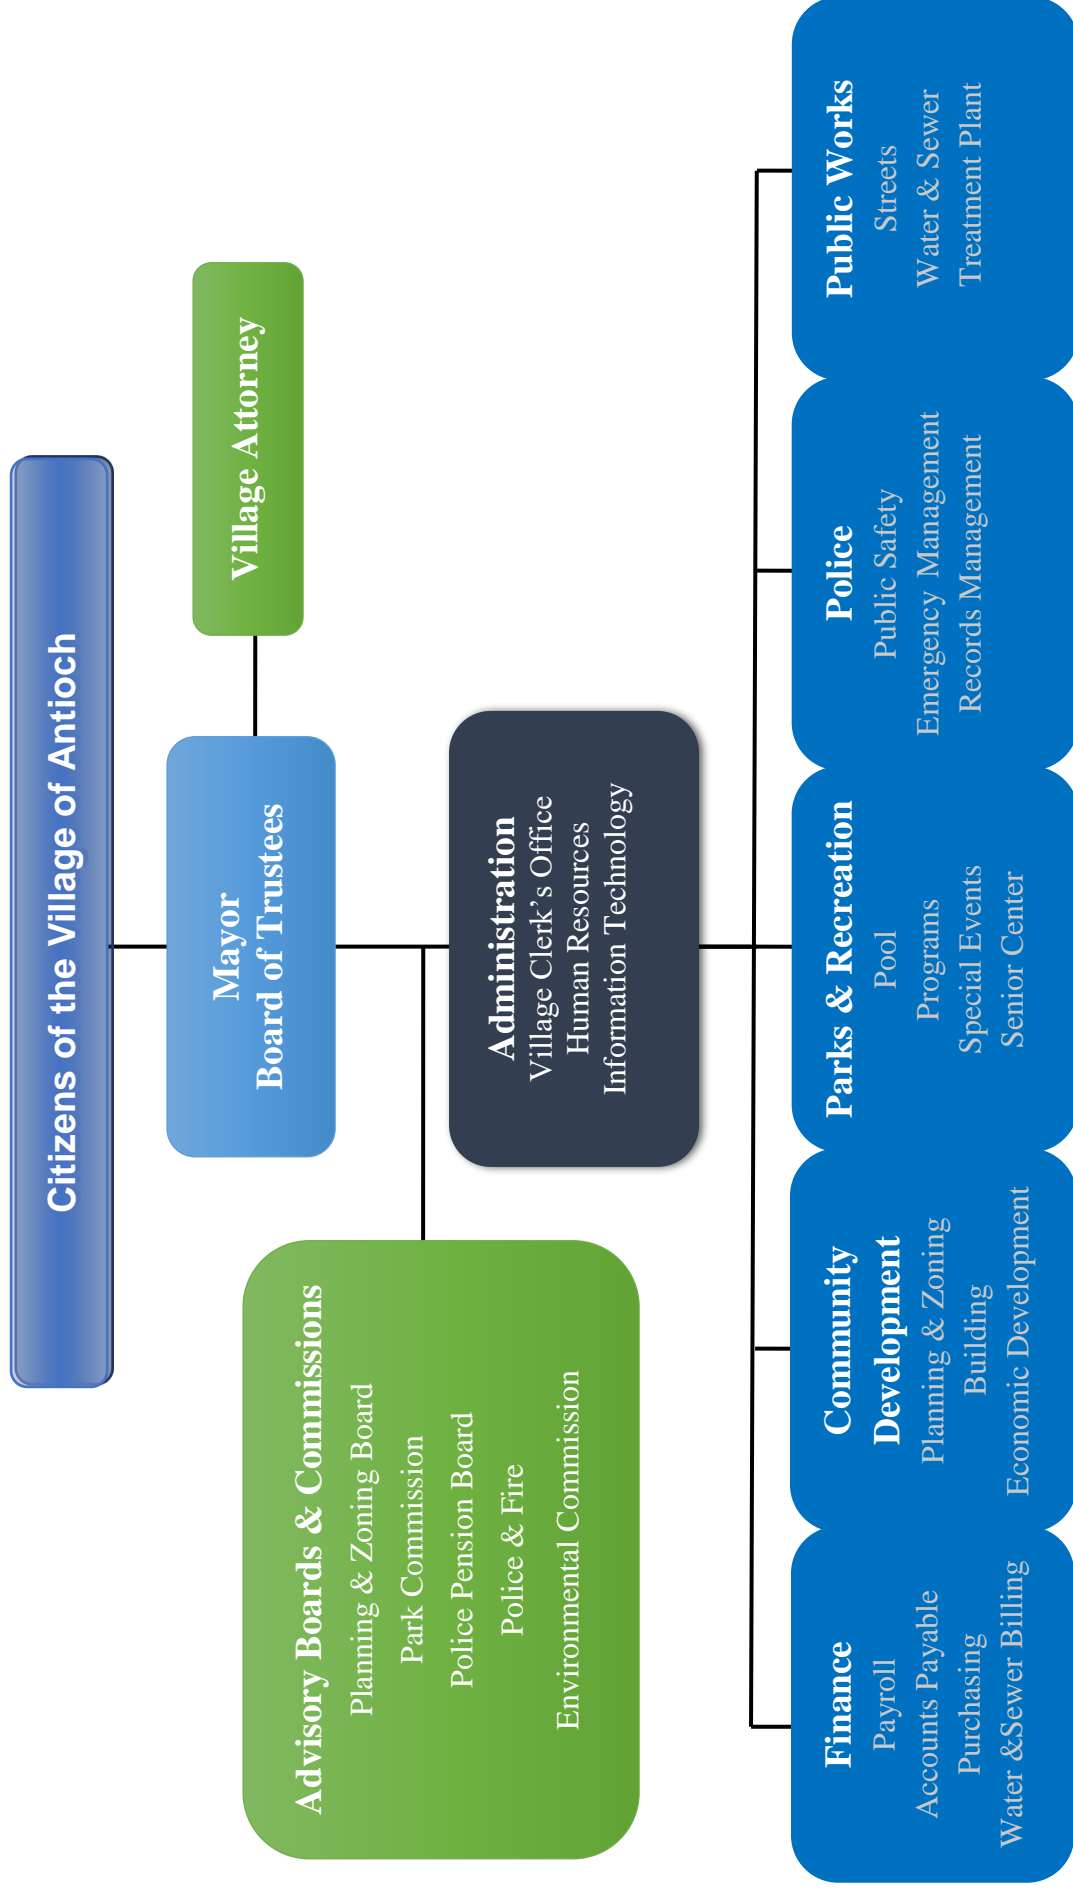 Citizens of the Village of Antioch
Mayor
Board of Trustees
Village Attorney
Advisory Boards & Commissions
Planning & Zoning Board
Park Commission
Police Pension Board
Police & Fire
Environmental Commission
Administration
Village Clerk’s Office
Human Resources
Information Technology
Finance
Payroll
Accounts Payable
Purchasing
Water &Sewer Billing
Community
Development
Planning & Zoning
Building
Economic Development
Parks & Recreation
Pool
Programs
Special Events
Senior Center
Police
Public Safety
Emergency Management
Records Management
Public Works
Streets
Water & Sewer
Treatment Plant